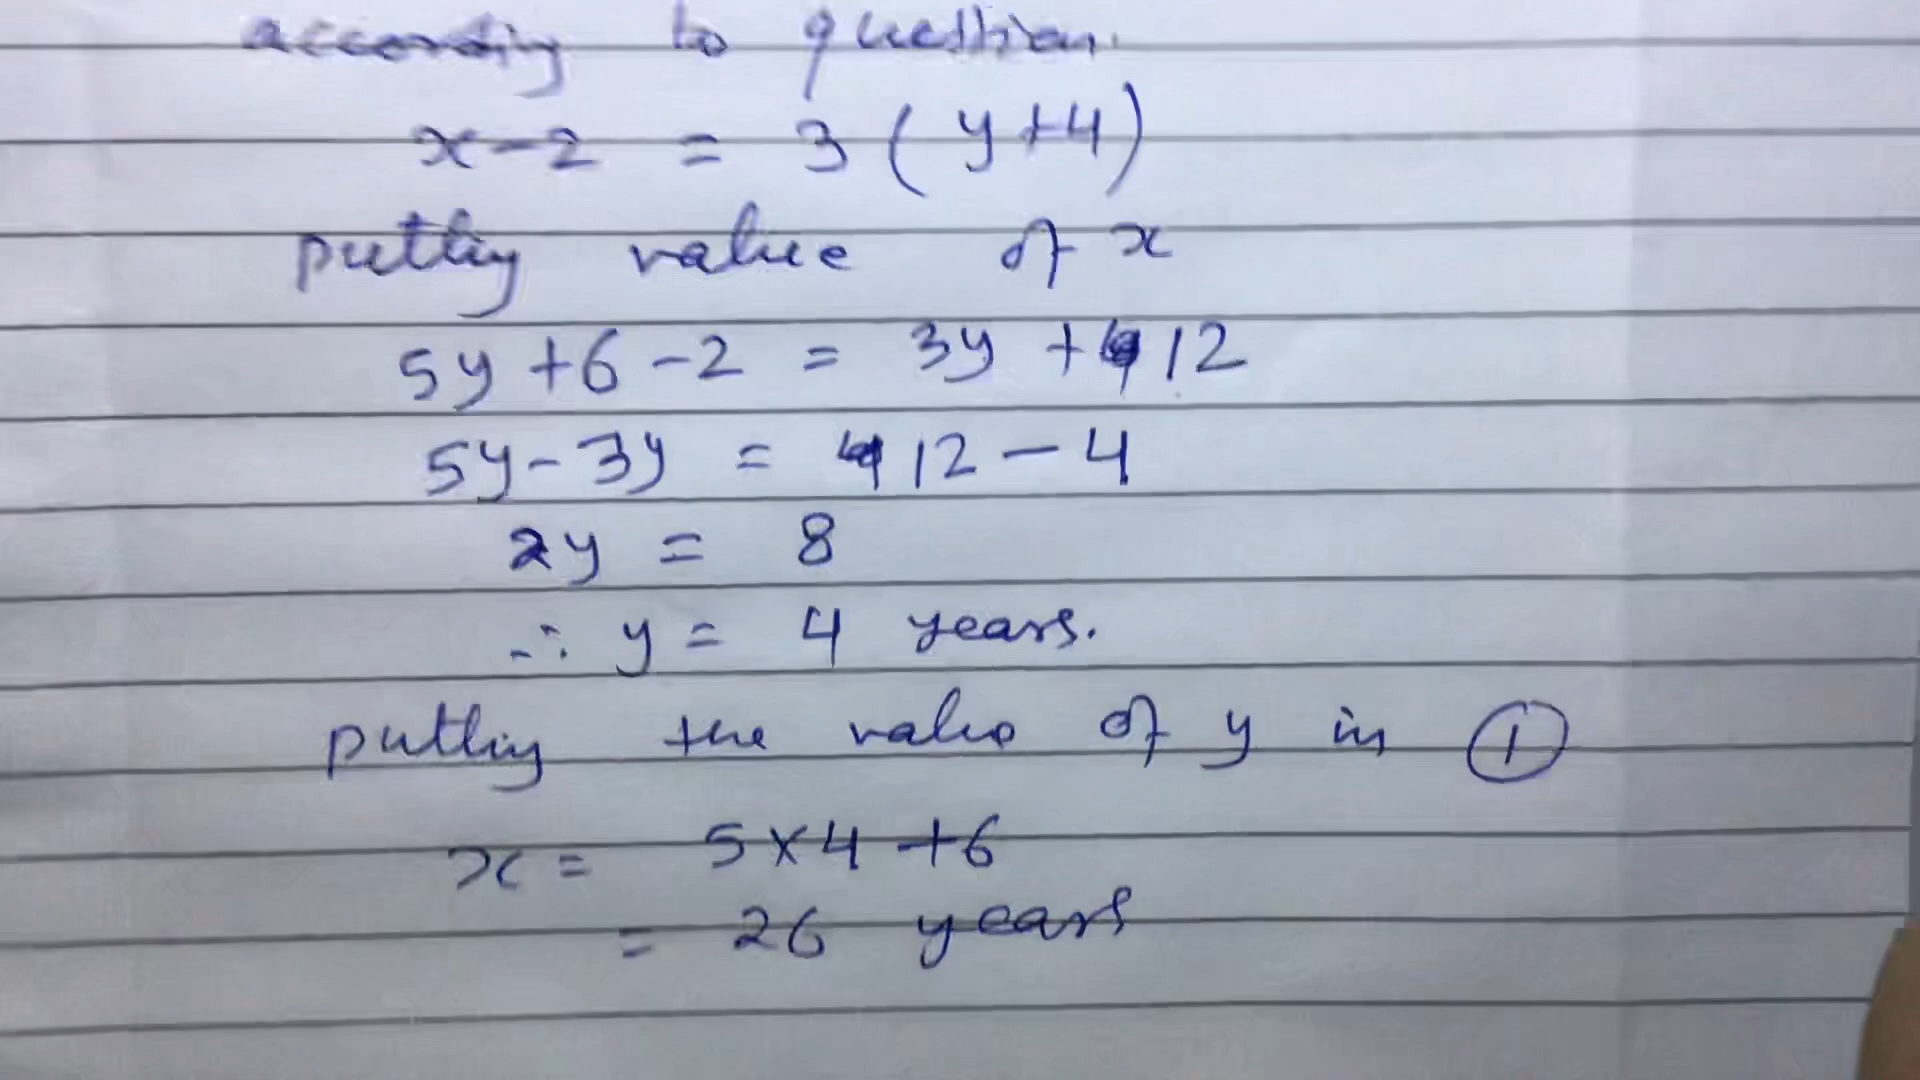 according to question.
x - 2 = 3 ( y + 4 )
putting value of x
5y + 6 - 2 = 3y + 12
5y - 3y = 12 - 4
2y = 8
∴ y = 4 years.
putting the value of y in ①
x = 5 × 4 + 6
= 26 years